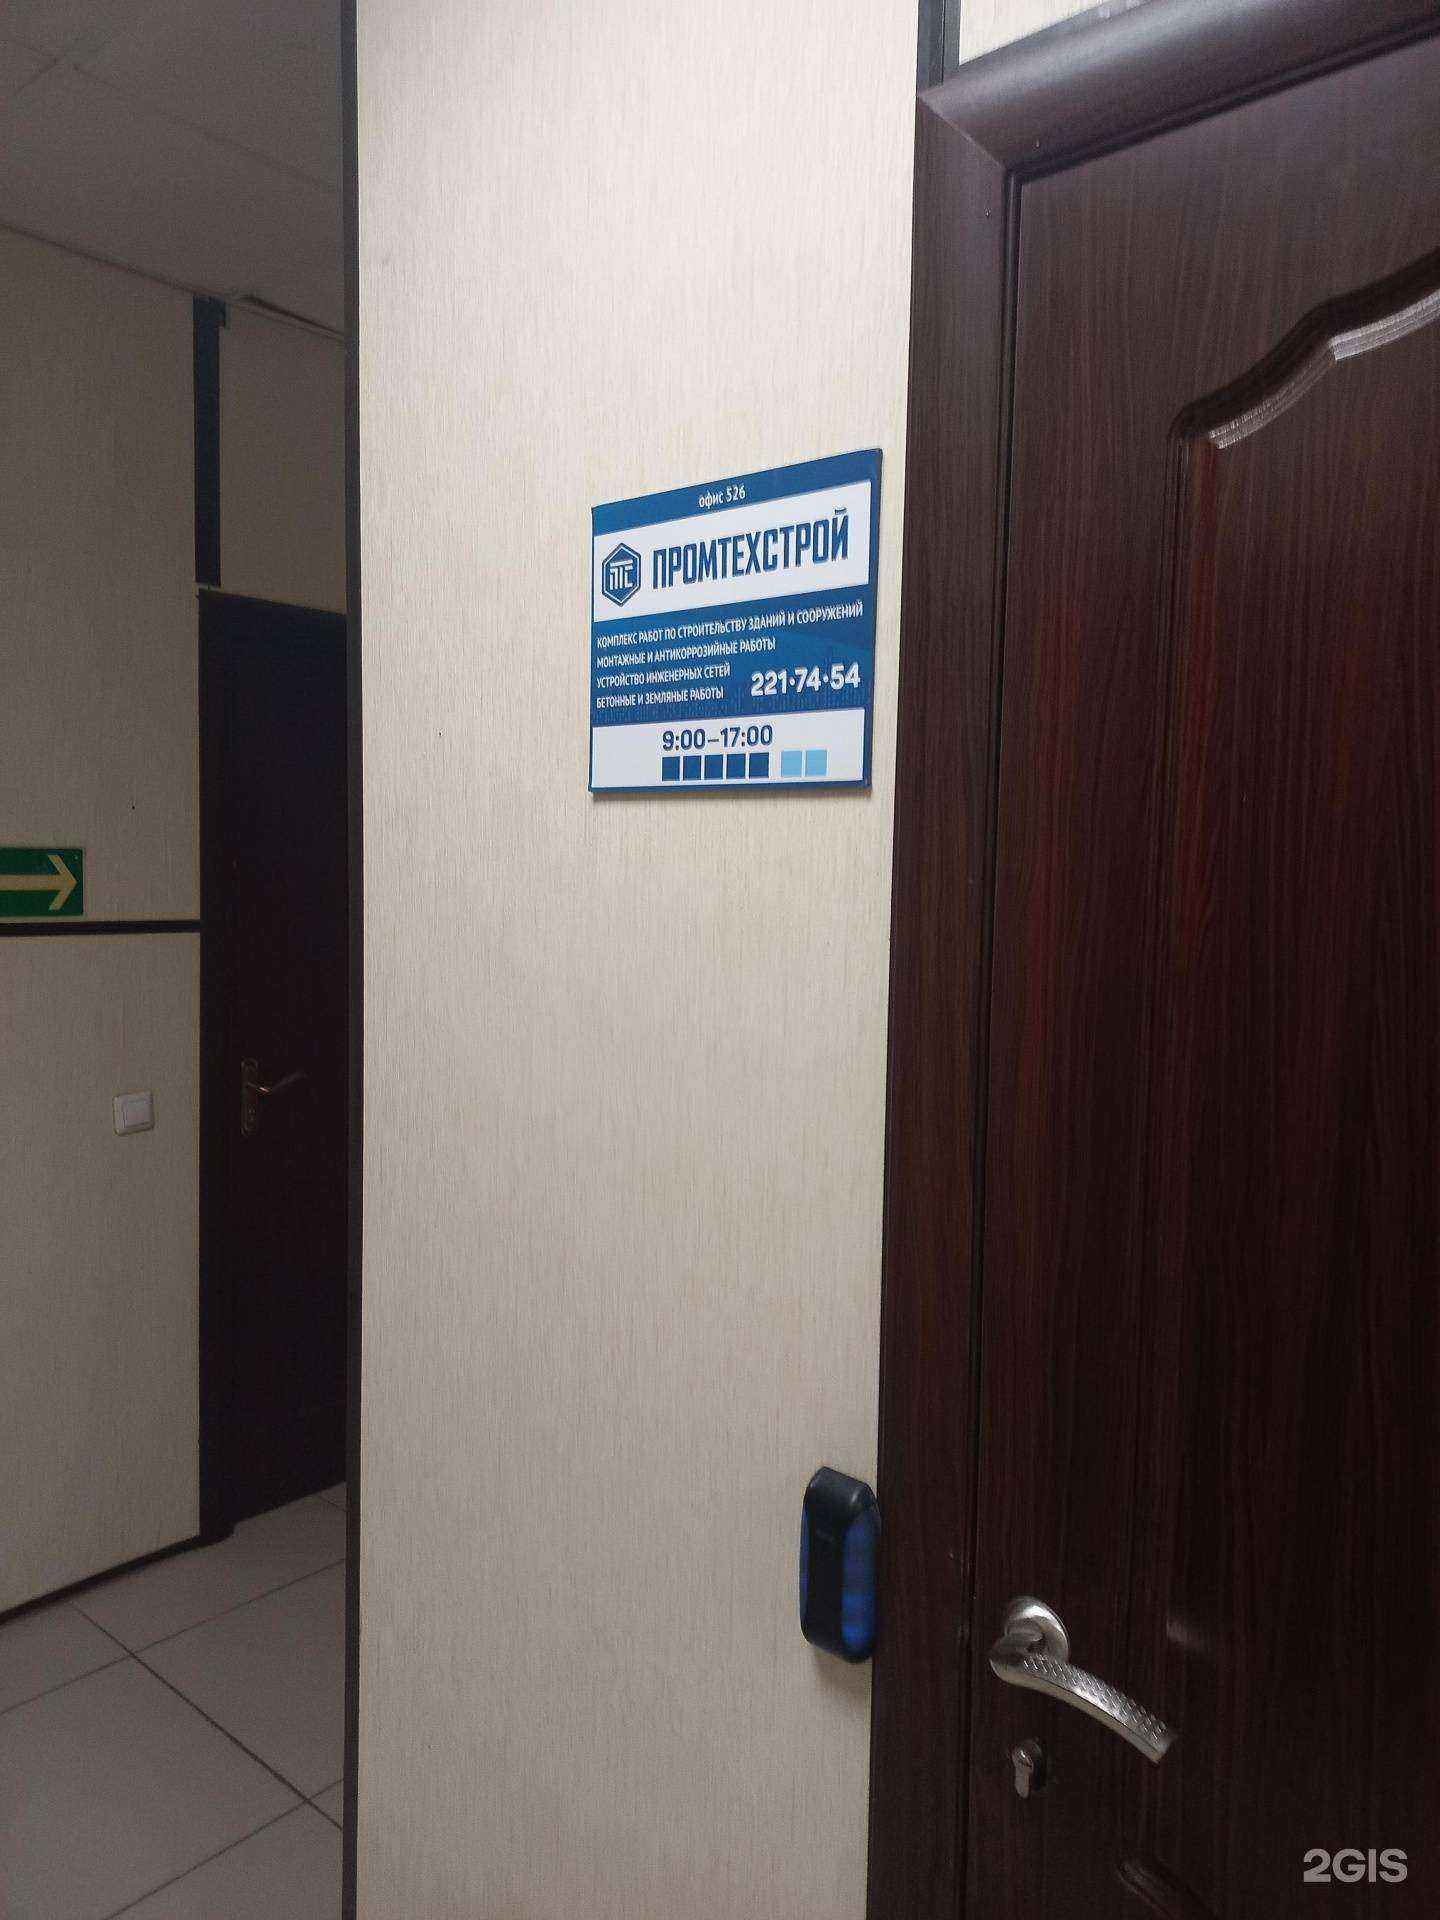 офис 526
ПТС ПРОМТЕХСТРОЙ
КОМПЛЕКС РАБОТ ПО СТРОИТЕЛЬСТВУ ЗДАНИЙ И СООРУЖЕНИЙ
МОНТАЖНЫЕ И АНТИКОРРОЗИЙНЫЕ РАБОТЫ
УСТРОЙСТВО ИНЖЕНЕРНЫХ СЕТЕЙ
БЕТОННЫЕ И ЗЕМЛЯНЫЕ РАБОТЫ
221·74·54
9:00–17:00
2GIS